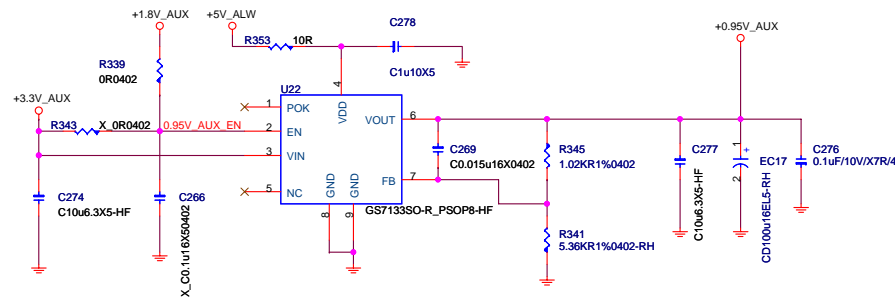 +1.8V_AUX
+5V_ALW
+0.95V_AUX
C278
R353
10R
C1u10X5
R339
0R0402
U22
+3.3V_AUX
R343
X_0R0402
0.95V_AUX_EN
1
2
3
5
4
6
7
8
9
POK
EN
VIN
NC
VDD
VOUT
FB
GND
GND
GS7133SO-R_PSOP8-HF
C269
C0.015u16X0402
R345
1.02KR1%0402
R341
5.36KR1%0402-RH
C274
C10u6.3X5-HF
C266
X_C0.1u16X50402
C277
C10u6.3X5-HF
1
+
2
EC17
CD100u16EL5-RH
C276
0.1uF/10V/X7R/4